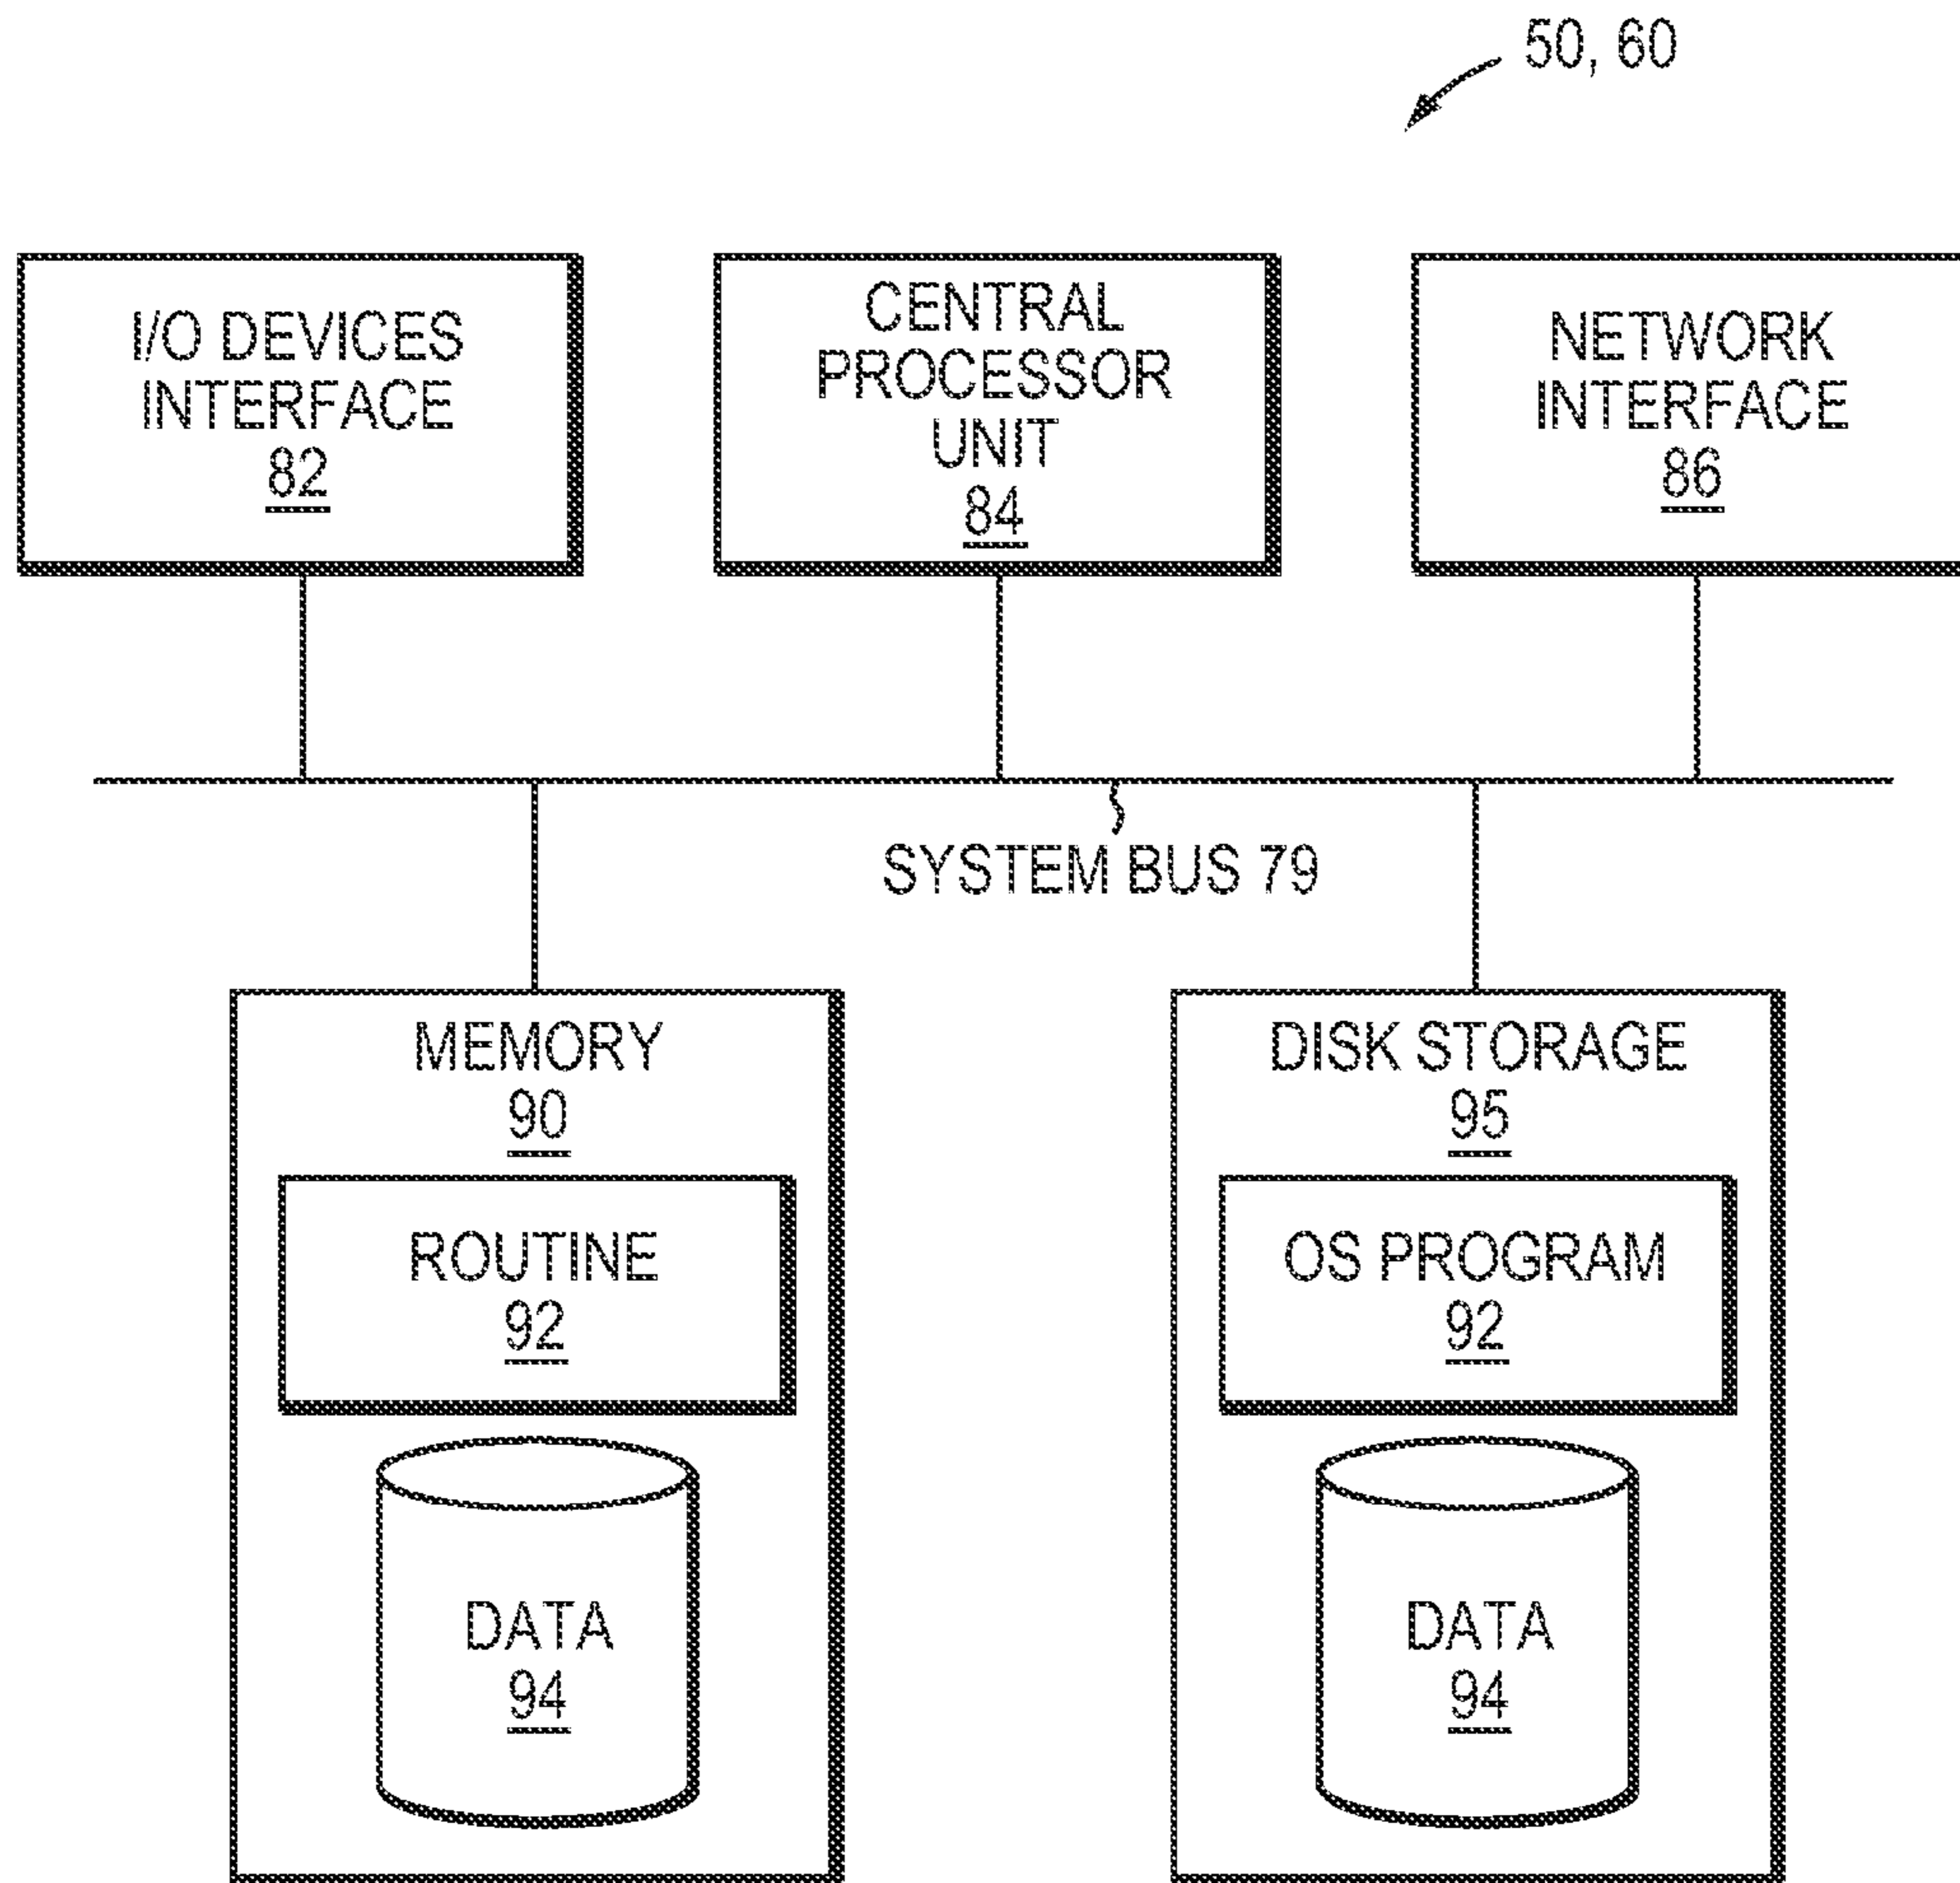 50, 60
I/O DEVICES
INTERFACE
82
CENTRAL
PROCESSOR
UNIT
84
NETWORK
INTERFACE
86
SYSTEM BUS 79
MEMORY
90
ROUTINE
92
DATA
94
DISK STORAGE
95
OS PROGRAM
92
DATA
94